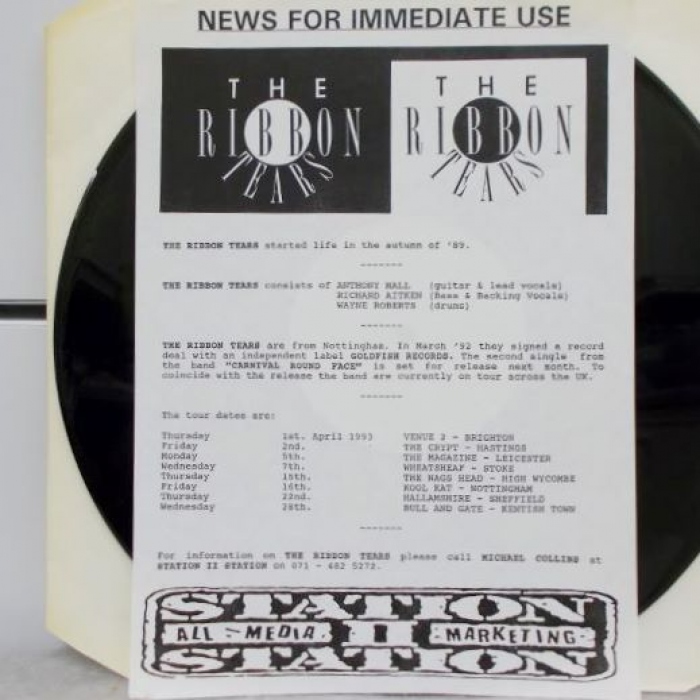 NEWS FOR IMMEDIATE USE
THE THE
RIBBON RIBBON
TEARS TEARS
THE RIBBON TEARS started life in the autumn of '89.
-------
THE RIBBON TEARS consists of ANTHONY HALL (guitar & lead vocals)
RICHARD AITKEN (Bass & Backing Vocals)
WAYNE ROBERTS (drums)
-------
THE RIBBON TEARS are from Nottingham. In March '92 they signed a record
deal with an independent label GOLDFISH RECORDS. The second single from
the band "CARNIVAL ROUND FACE" is set for release next month. To
coincide with the release the band are currently on tour across the UK.
-------
The tour dates are:
Thursday 1st. April 1993 VENUE 2 - BRIGHTON
Friday 2nd. THE CRYPT - HASTINGS
Monday 5th. THE MAGAZINE - LEICESTER
Wednesday 7th. WHEATSHEAF - STOKE
Thursday 15th. THE NAGS HEAD - HIGH WYCOMBE
Friday 16th. KOOL KAT - NOTTINGHAM
Thursday 22nd. HALLAMSHIRE - SHEFFIELD
Wednesday 28th. BULL AND GATE - KENTISH TOWN
-------
For information on THE RIBBON TEARS please call MICHAEL COLLINS at
STATION II STATION on 071 - 482 5272.
STATION
ALL - MEDIA II MARKETING
STATION